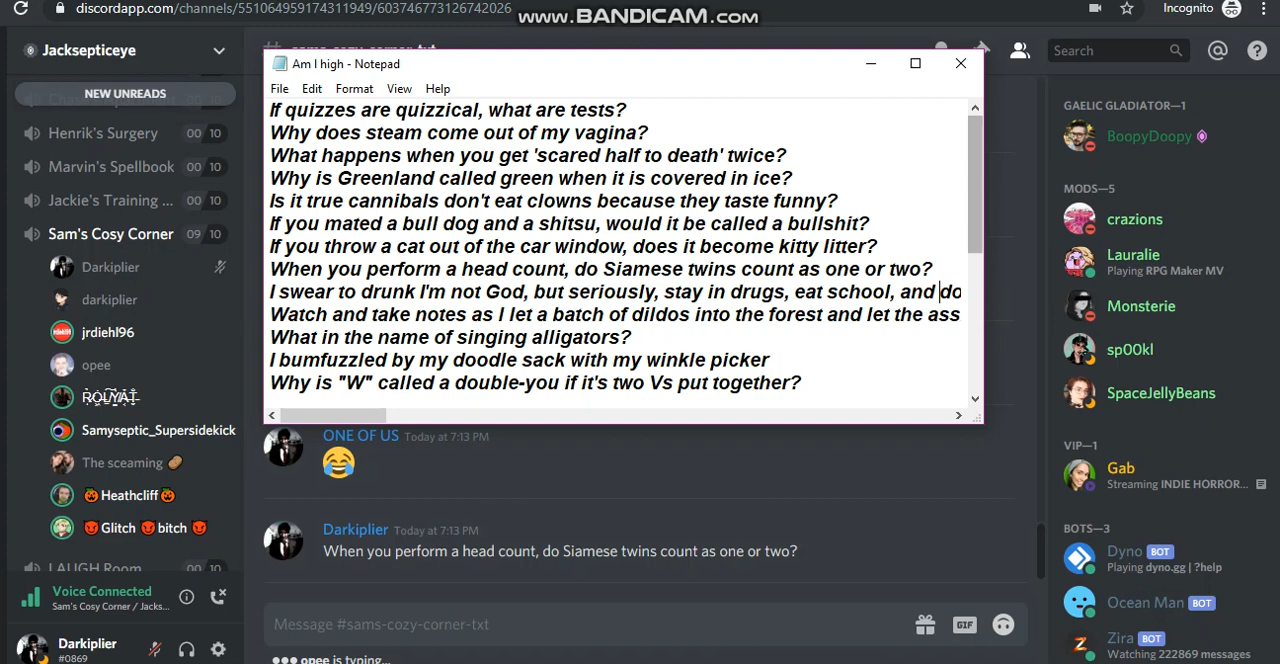 discordapp.com/channels/551064959174311949/603746773126742026
www.BANDICAM.com
Incognito
Jacksepticeye
Search
NEW UNREADS
Henrik's Surgery 00 10
Marvin's Spellbook 00 10
Jackie's Training ... 00 10
Sam's Cosy Corner 09 10
Darkiplier
darkiplier
jrdiehl96
opee
Samyseptic_Supersidekick
The sceaming
Heathcliff
Glitch bitch
LAUGH Room 00 10
Voice Connected
Sam's Cosy Corner / Jacks...
Darkiplier
#0869
Am I high - Notepad
File Edit Format View Help
If quizzes are quizzical, what are tests?
Why does steam come out of my vagina?
What happens when you get 'scared half to death' twice?
Why is Greenland called green when it is covered in ice?
Is it true cannibals don't eat clowns because they taste funny?
If you mated a bull dog and a shitsu, would it be called a bullshit?
If you throw a cat out of the car window, does it become kitty litter?
When you perform a head count, do Siamese twins count as one or two?
I swear to drunk I'm not God, but seriously, stay in drugs, eat school, and do
Watch and take notes as I let a batch of dildos into the forest and let the ass
What in the name of singing alligators?
I bumfuzzled by my doodle sack with my winkle picker
Why is "W" called a double-you if it's two Vs put together?
ONE OF US Today at 7:13 PM
Darkiplier Today at 7:13 PM
When you perform a head count, do Siamese twins count as one or two?
Message #sams-cozy-corner-txt
GIF
opee is typing...
GAELIC GLADIATOR—1
BoopyDoopy
MODS—5
crazions
Lauralie
Playing RPG Maker MV
Monsterie
sp00kl
SpaceJellyBeans
VIP—1
Gab
Streaming INDIE HORROR...
BOTS—3
Dyno BOT
Playing dyno.gg | ?help
Ocean Man BOT
Zira BOT
Watching 222869 messages